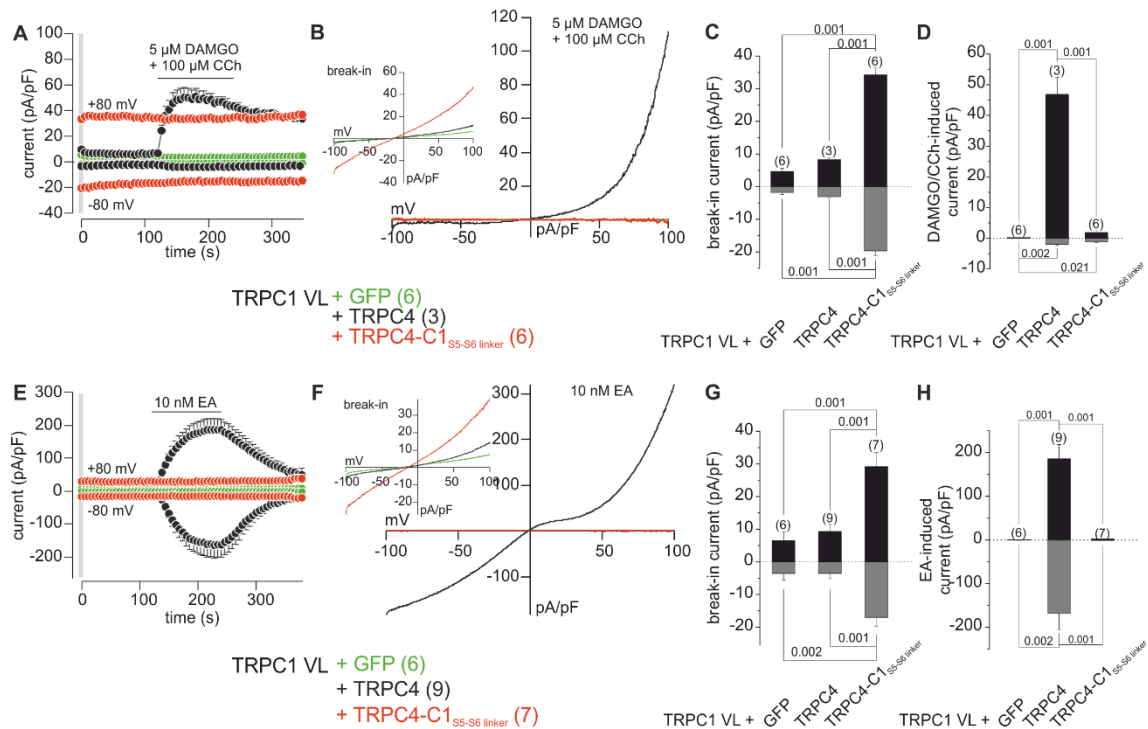 A
5 µM DAMGO
+ 100 µM CCh
100
80
60
40
20
0
-20
-40
current (pA/pF)
+80 mV
-80 mV
0 100 200 300
time (s)
B
5 µM DAMGO
+ 100 µM CCh
120
100
80
60
40
20
mV
-100 -50 50 100
pA/pF
break-in
60
40
20
mV
-100 -50 50 100
-20
-40
pA/pF
C
break-in current (pA/pF)
40
30
20
10
0
-10
-20
0.001
0.001
(6)
(3)
(6)
0.001
0.001
TRPC1 VL + GFP TRPC4 TRPC4-C1S5-S6 linker
D
DAMGO/CCh-induced
current (pA/pF)
60
50
40
30
20
10
0
-10
0.001
0.001
(3)
(6)
(6)
0.002
0.021
TRPC1 VL + GFP TRPC4 TRPC4-C1S5-S6 linker
TRPC1 VL + GFP (6)
+ TRPC4 (3)
+ TRPC4-C1S5-S6 linker (6)
E
10 nM EA
300
200
100
0
-100
-200
current (pA/pF)
+80 mV
-80 mV
0 100 200 300
time (s)
F
10 nM EA
300
200
100
mV
-100 -50 50 100
-100
pA/pF
break-in
30
20
10
mV
-100 -50 50 100
-10
-20
pA/pF
G
break-in current (pA/pF)
40
30
20
10
0
-10
-20
0.001
0.001
(7)
(6)
(9)
0.001
0.002
TRPC1 VL + GFP TRPC4 TRPC4-C1S5-S6 linker
H
EA-induced
current (pA/pF)
200
100
0
-100
-200
0.001
0.001
(9)
(6)
(7)
0.002
0.001
TRPC1 VL + GFP TRPC4 TRPC4-C1S5-S6 linker
TRPC1 VL + GFP (6)
+ TRPC4 (9)
+ TRPC4-C1S5-S6 linker (7)